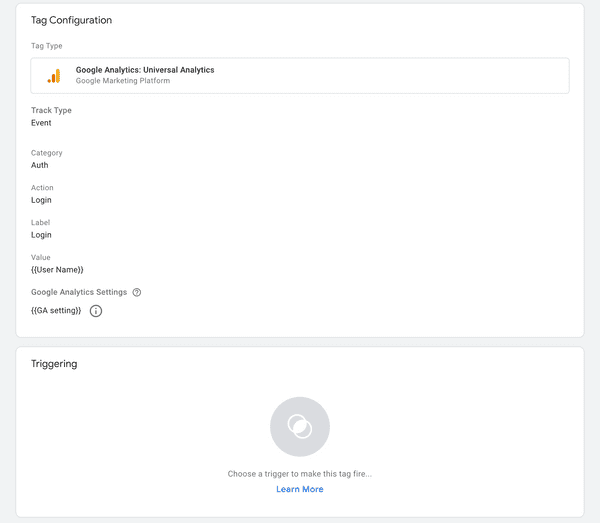 Tag Configuration
Tag Type
Google Analytics: Universal Analytics
Google Marketing Platform
Track Type
Event
Category
Auth
Action
Login
Label
Login
Value
{{User Name}}
Google Analytics Settings
{{GA setting}}
Triggering
Choose a trigger to make this tag fire...
Learn More